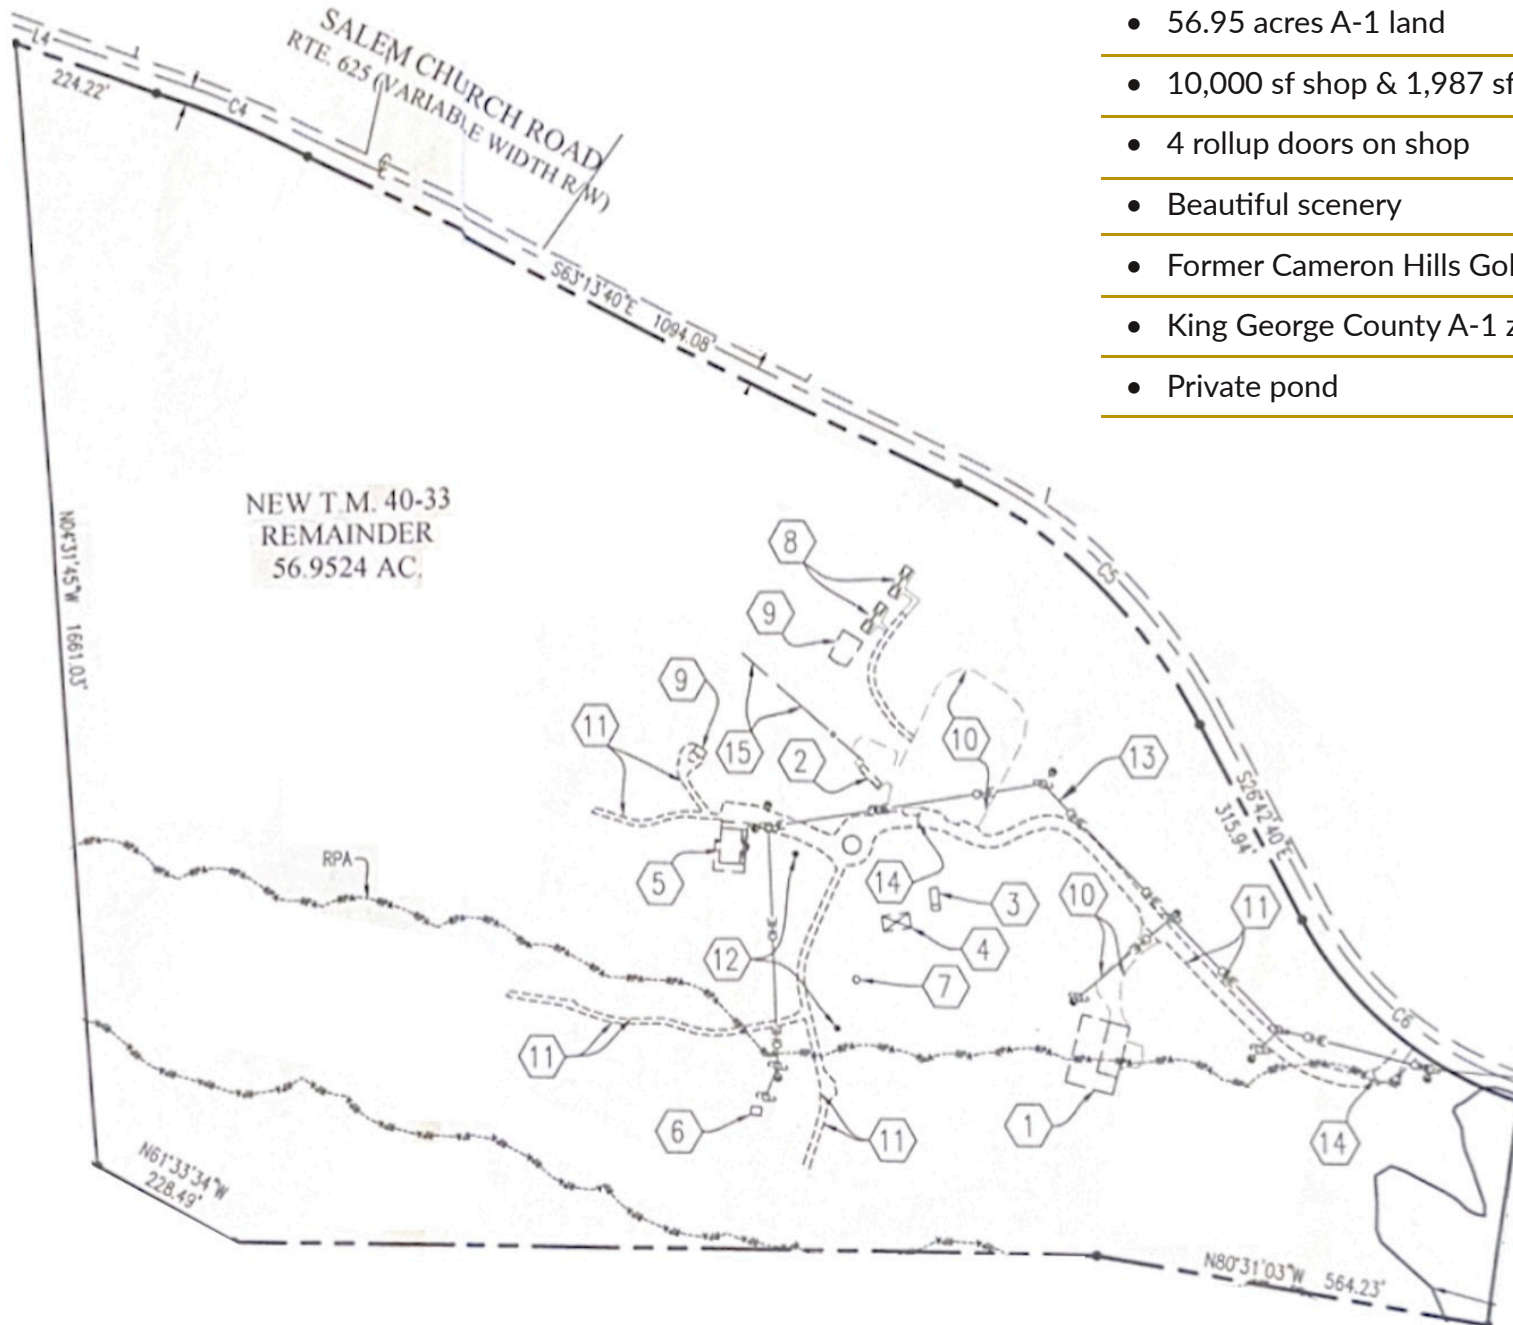 SALEM CHURCH ROAD
RTE. 625 (VARIABLE WIDTH R/W)
L4
224.22'
C4
S63°13'40"E 1094.08'
• 56.95 acres A-1 land
• 10,000 sf shop & 1,987 sf
• 4 rollup doors on shop
• Beautiful scenery
• Former Cameron Hills Gol
• King George County A-1
• Private pond
NEW T.M. 40-33
REMAINDER
56.9524 AC.
N04°31'45"W 1661.03'
C5
8
9
9
11
15
2
10
13
S26°42'40"E
315.94'
RPA
5
14
3
10
11
4
12
7
C6
11
6
11
1
14
N61°33'34"W
228.49'
N80°31'03"W 564.23'